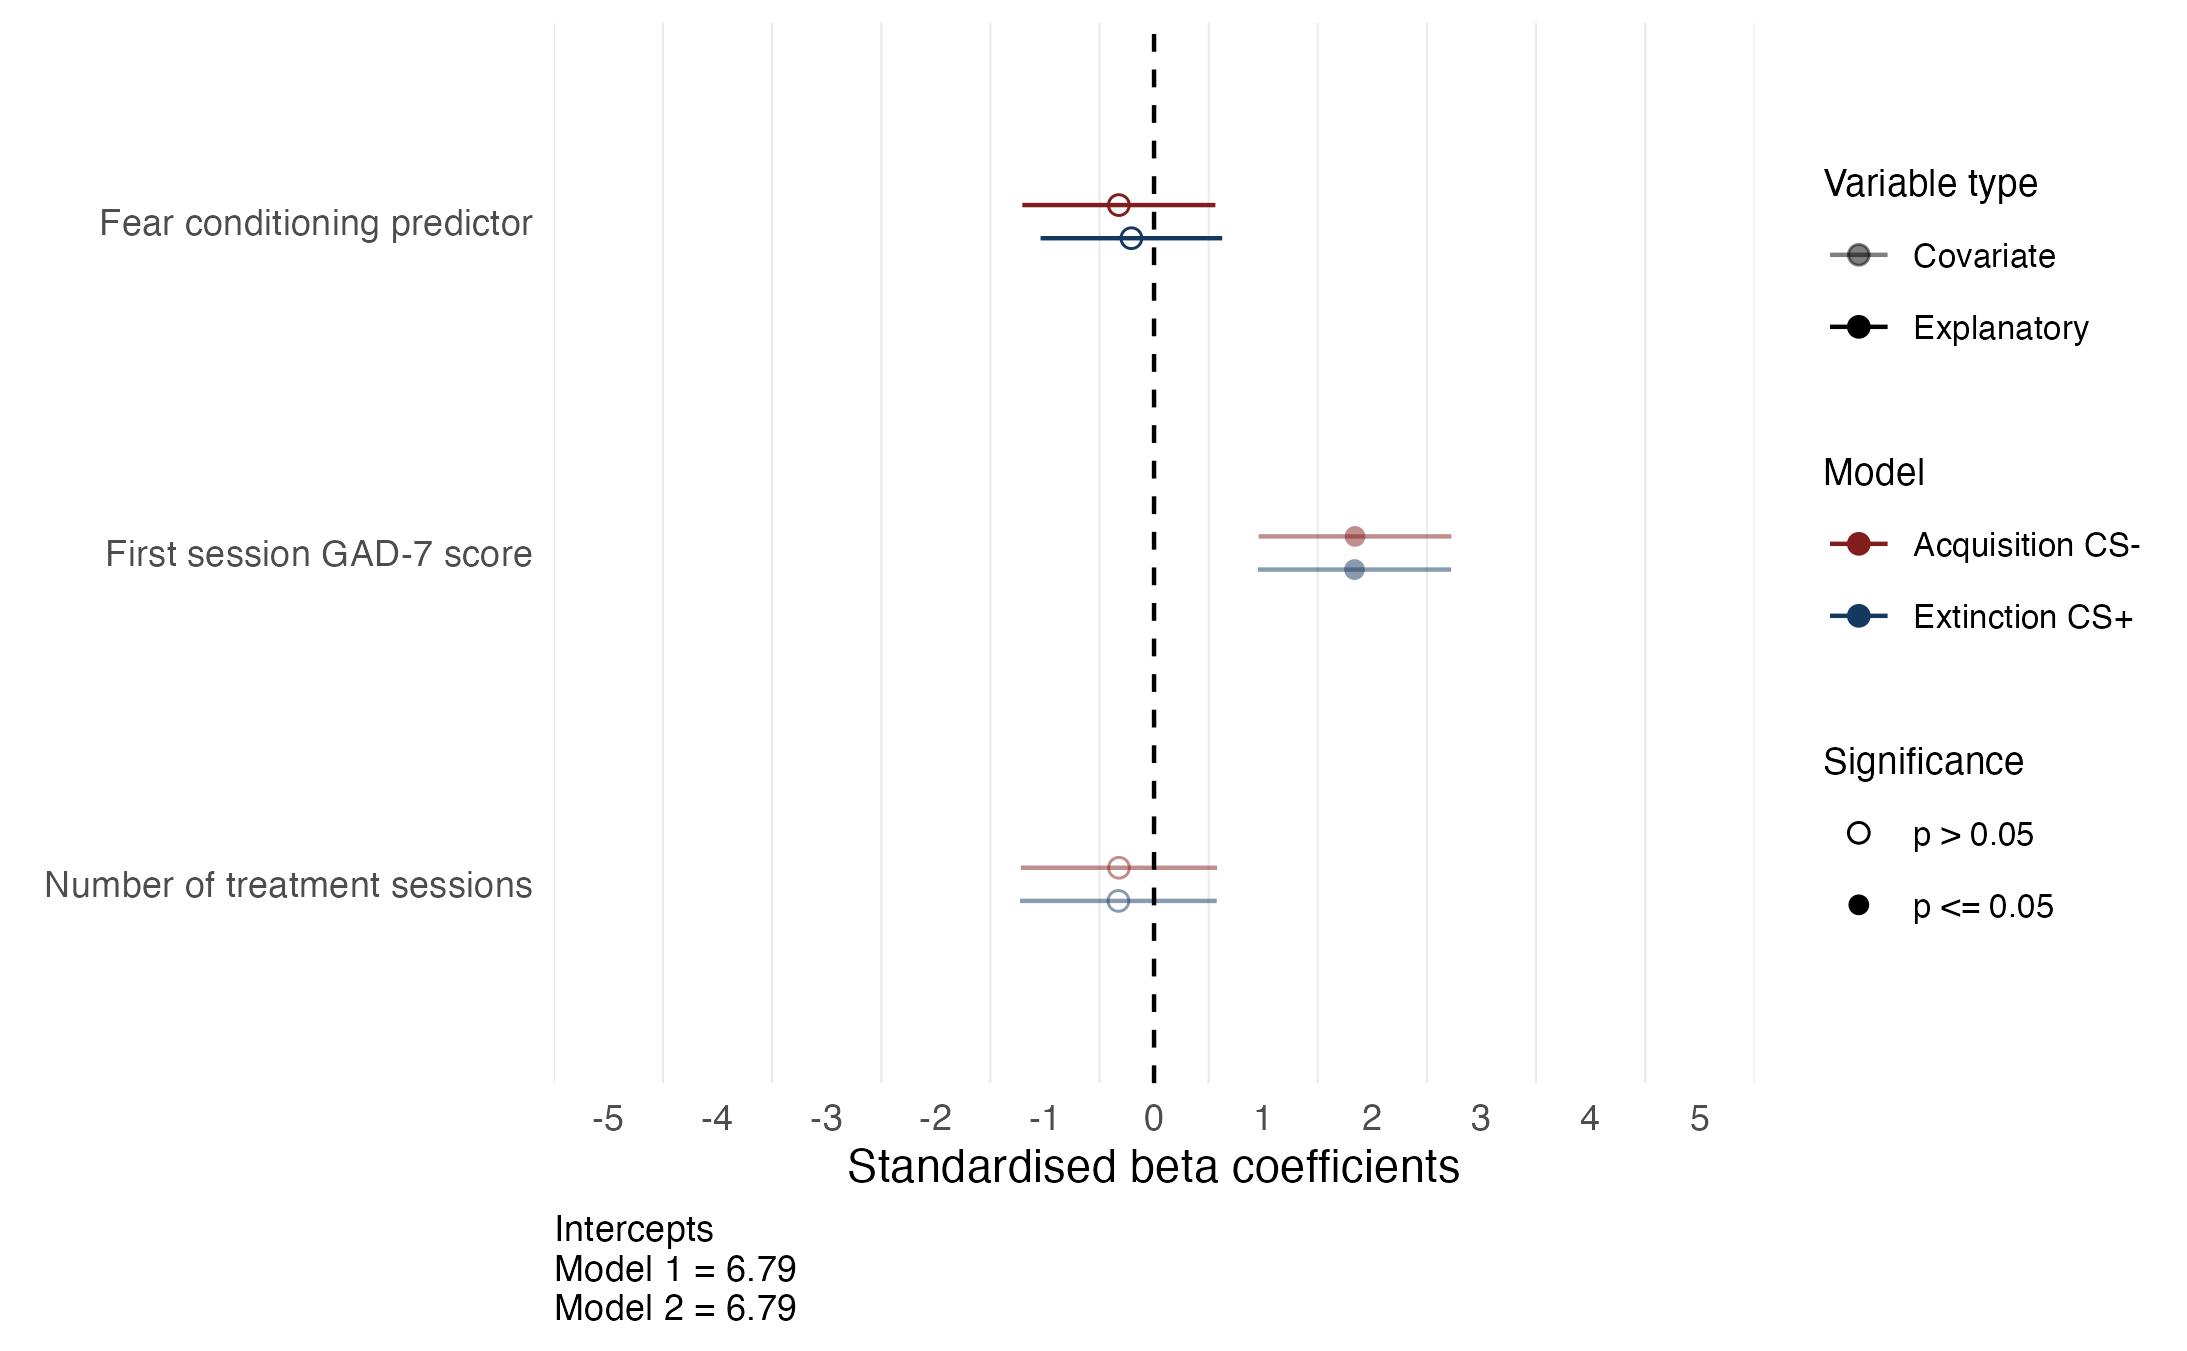 Fear conditioning predictor
First session GAD-7 score
Number of treatment sessions
-5 -4 -3 -2 -1 0 1 2 3 4 5
Standardised beta coefficients
Intercepts
Model 1 = 6.79
Model 2 = 6.79
Variable type
Covariate
Explanatory
Model
Acquisition CS-
Extinction CS+
Significance
p > 0.05
p <= 0.05